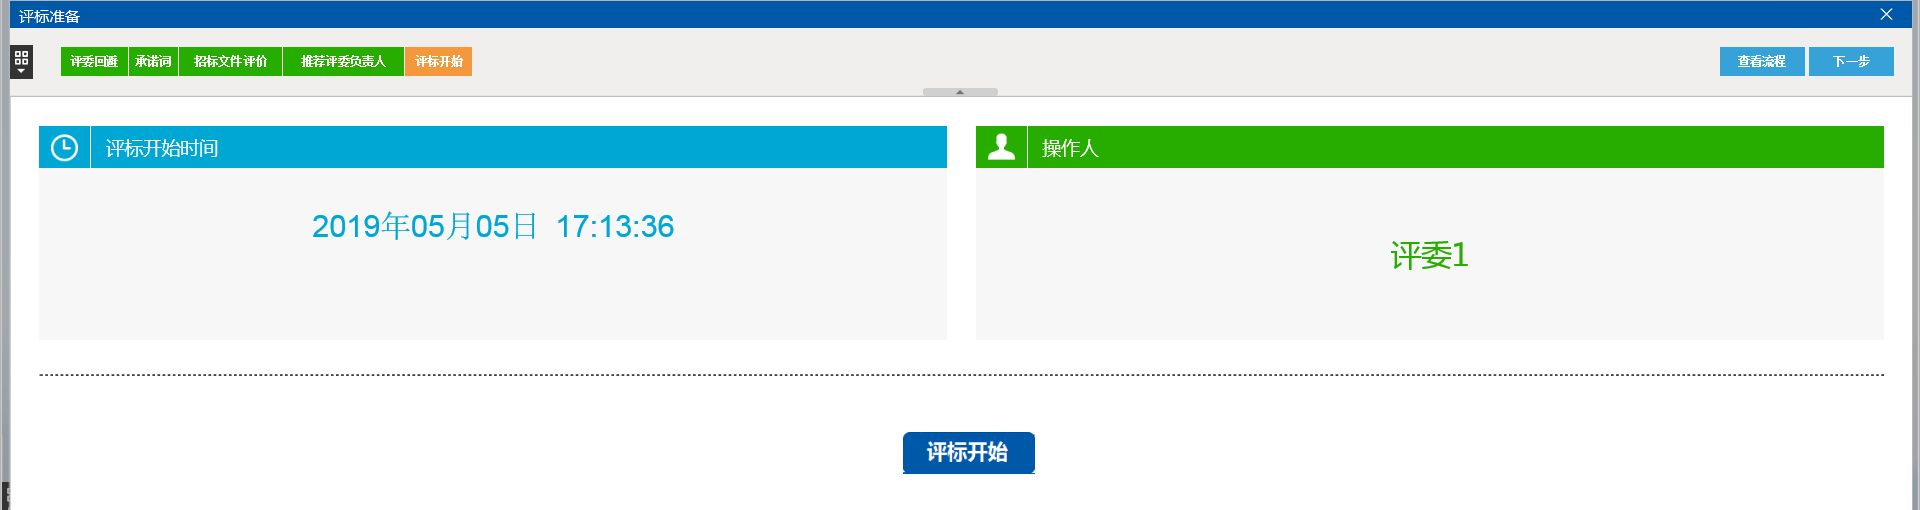 评标准备
评委回避 承诺词 招标文件评价 推荐评委负责人 评标开始 查看流程 下一步
评标开始时间 操作人
2019年05月05日 17:13:36
评委1
评标开始